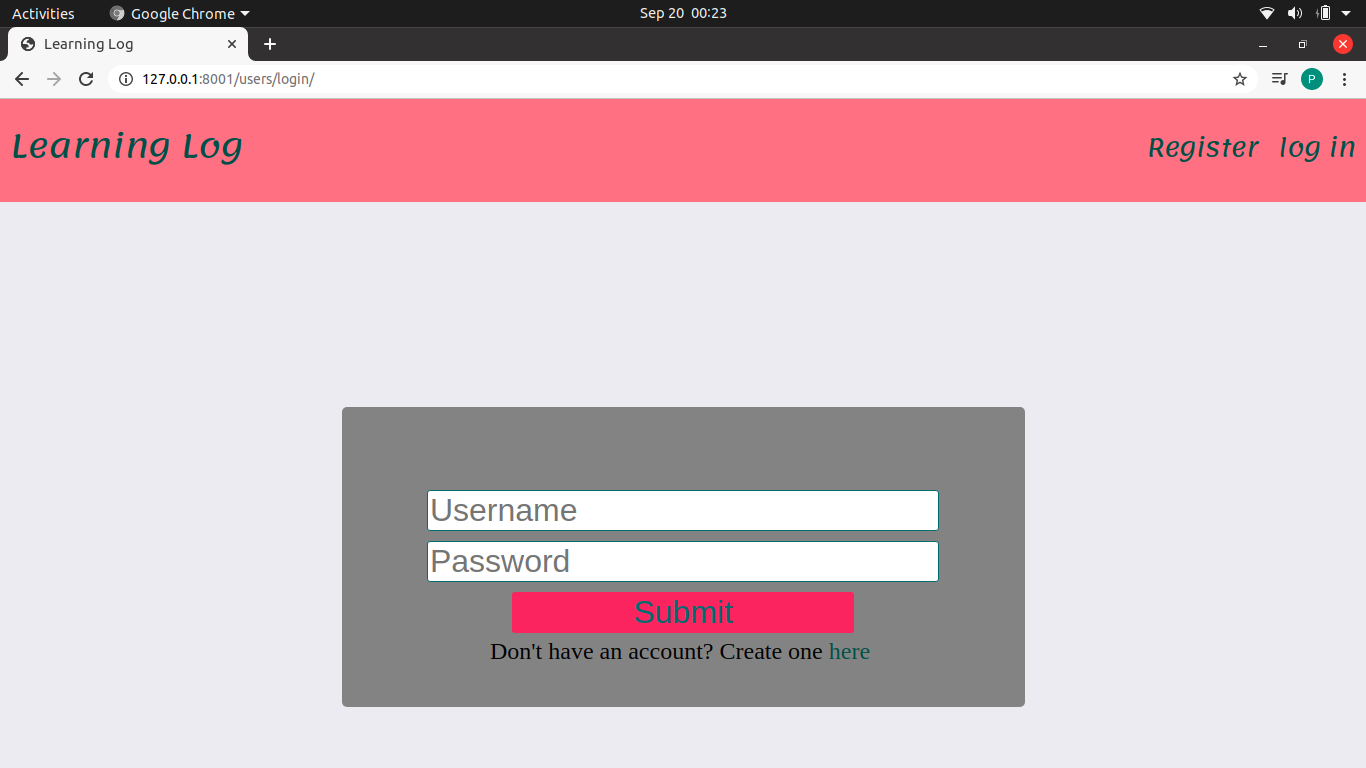 Activities Google Chrome Sep 20 00:23
Learning Log
127.0.0.1:8001/users/login/ P
Learning Log Register log in
Username
Password
Submit
Don't have an account? Create one here